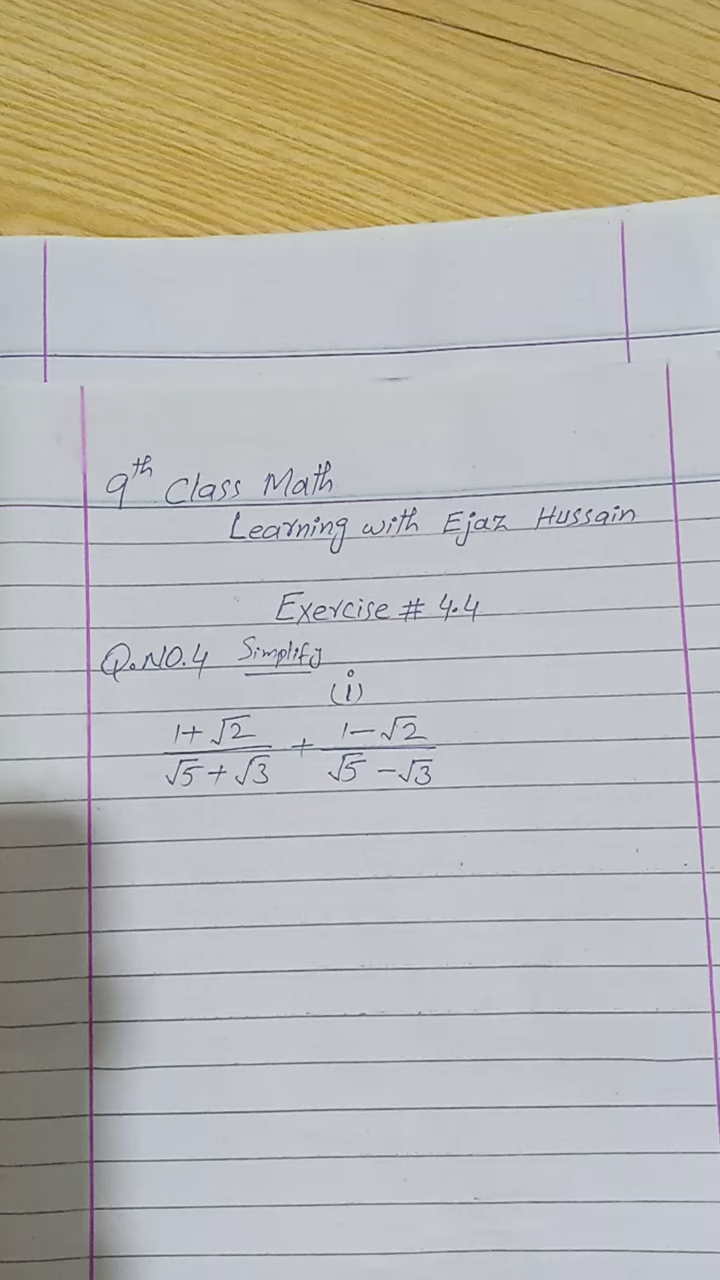 9th Class Math
Learning with Ejaz Hussain
Exercise # 4.4
Q.NO.4 Simplify
(i)
1+√2 / √5+√3 + 1-√2 / √5-√3